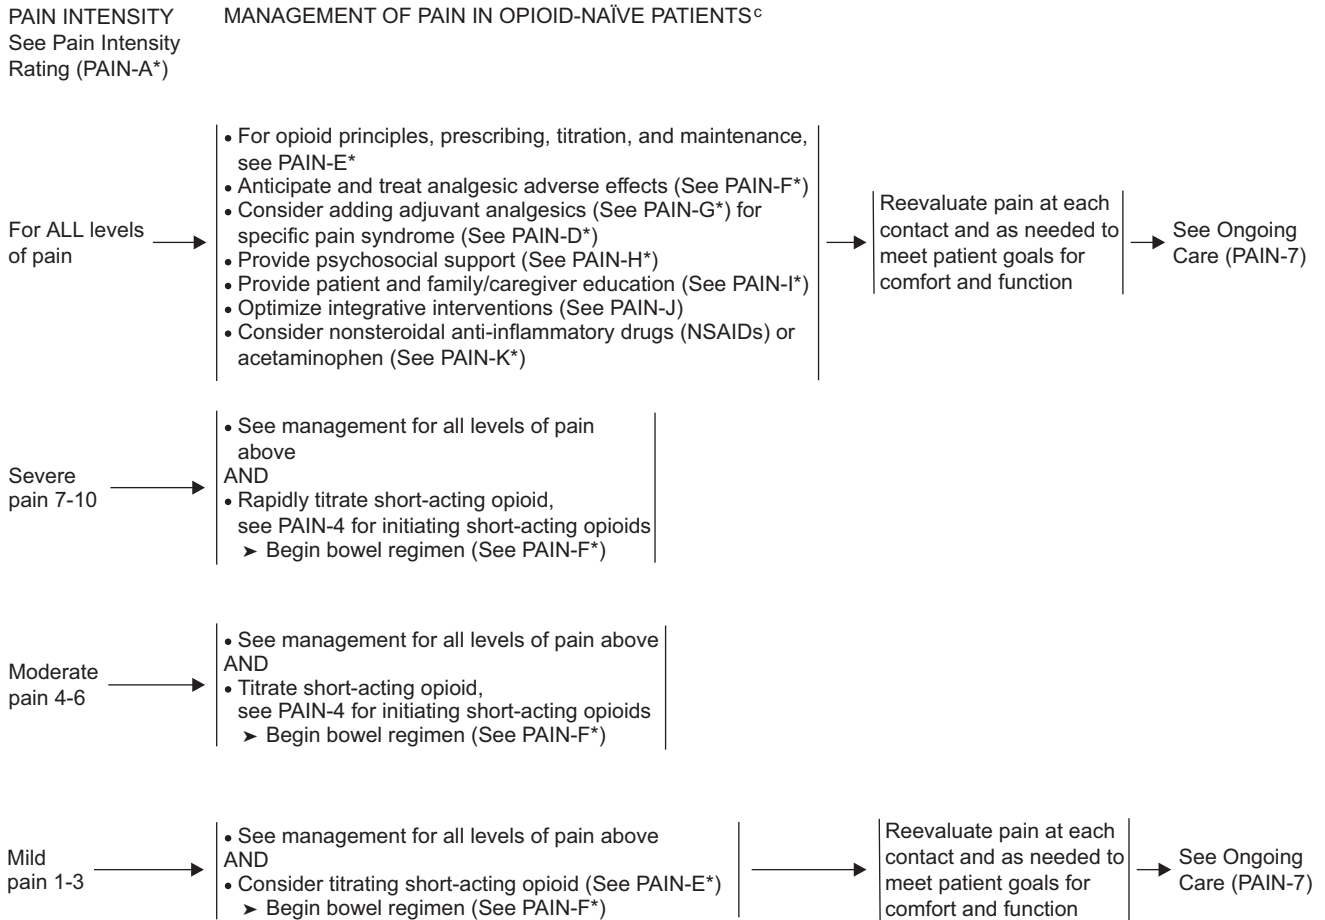 PAIN INTENSITY
See Pain Intensity
Rating (PAIN-A*)
MANAGEMENT OF PAIN IN OPIOID-NAÏVE PATIENTSᶜ
For ALL levels
of pain
• For opioid principles, prescribing, titration, and maintenance,
see PAIN-E*
• Anticipate and treat analgesic adverse effects (See PAIN-F*)
• Consider adding adjuvant analgesics (See PAIN-G*) for
specific pain syndrome (See PAIN-D*)
• Provide psychosocial support (See PAIN-H*)
• Provide patient and family/caregiver education (See PAIN-I*)
• Optimize integrative interventions (See PAIN-J)
• Consider nonsteroidal anti-inflammatory drugs (NSAIDs) or
acetaminophen (See PAIN-K*)
Reevaluate pain at each
contact and as needed to
meet patient goals for
comfort and function
See Ongoing
Care (PAIN-7)
Severe
pain 7-10
• See management for all levels of pain
above
AND
• Rapidly titrate short-acting opioid,
see PAIN-4 for initiating short-acting opioids
➤ Begin bowel regimen (See PAIN-F*)
Moderate
pain 4-6
• See management for all levels of pain above
AND
• Titrate short-acting opioid,
see PAIN-4 for initiating short-acting opioids
➤ Begin bowel regimen (See PAIN-F*)
Mild
pain 1-3
• See management for all levels of pain above
AND
• Consider titrating short-acting opioid (See PAIN-E*)
➤ Begin bowel regimen (See PAIN-F*)
Reevaluate pain at each
contact and as needed to
meet patient goals for
comfort and function
See Ongoing
Care (PAIN-7)